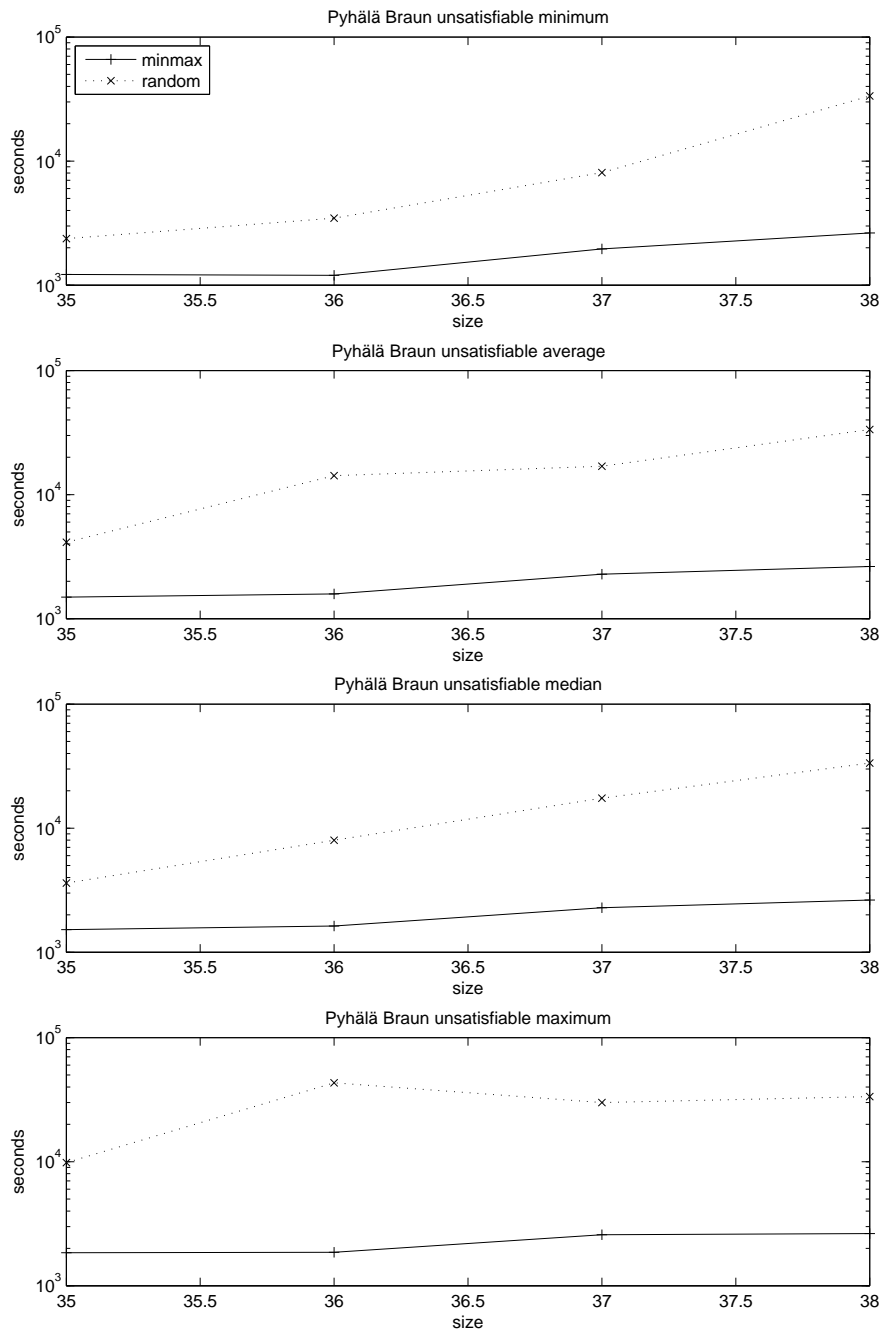 Pyhälä Braun unsatisfiable minimum
10^5
minmax
random
seconds
10^4
10^3
35 35.5 36 36.5 37 37.5 38
size
Pyhälä Braun unsatisfiable average
10^5
seconds
10^4
10^3
35 35.5 36 36.5 37 37.5 38
size
Pyhälä Braun unsatisfiable median
10^5
seconds
10^4
10^3
35 35.5 36 36.5 37 37.5 38
size
Pyhälä Braun unsatisfiable maximum
10^5
seconds
10^4
10^3
35 35.5 36 36.5 37 37.5 38
size